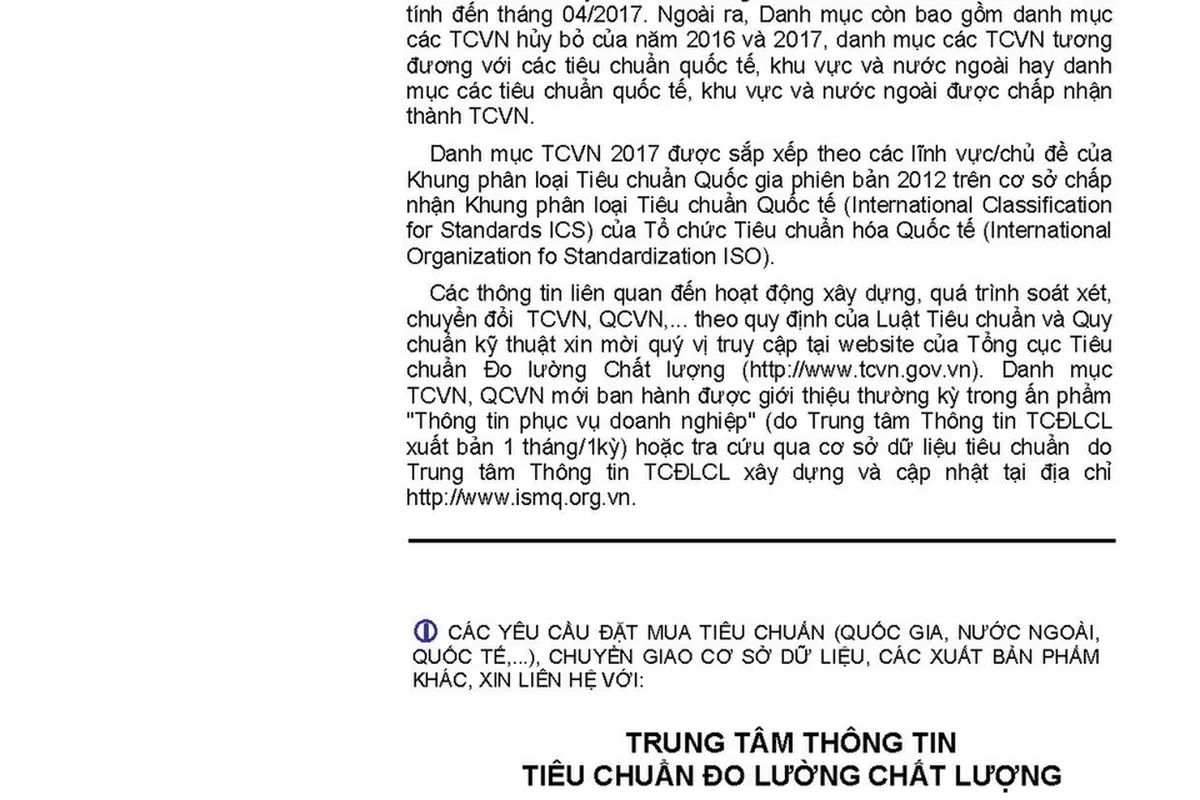 tính đến tháng 04/2017. Ngoài ra, Danh mục còn bao gồm danh mục
các TCVN hủy bỏ của năm 2016 và 2017, danh mục các TCVN tương
đương với các tiêu chuẩn quốc tế, khu vực và nước ngoài hay danh
mục các tiêu chuẩn quốc tế, khu vực và nước ngoài được chấp nhận
thành TCVN.
Danh mục TCVN 2017 được sắp xếp theo các lĩnh vực/chủ đề của
Khung phân loại Tiêu chuẩn Quốc gia phiên bản 2012 trên cơ sở chấp
nhận Khung phân loại Tiêu chuẩn Quốc tế (International Classification
for Standards ICS) của Tổ chức Tiêu chuẩn hóa Quốc tế (International
Organization fo Standardization ISO).
Các thông tin liên quan đến hoạt động xây dựng, quá trình soát xét,
chuyển đổi TCVN, QCVN,... theo quy định của Luật Tiêu chuẩn và Quy
chuẩn kỹ thuật xin mời quý vị truy cập tại website của Tổng cục Tiêu
chuẩn Đo lường Chất lượng (http://www.tcvn.gov.vn). Danh mục
TCVN, QCVN mới ban hành được giới thiệu thường kỳ trong ấn phẩm
"Thông tin phục vụ doanh nghiệp" (do Trung tâm Thông tin TCĐLCL
xuất bản 1 tháng/1kỳ) hoặc tra cứu qua cơ sở dữ liệu tiêu chuẩn do
Trung tâm Thông tin TCĐLCL xây dựng và cập nhật tại địa chỉ
http://www.ismq.org.vn.
CÁC YÊU CẦU ĐẶT MUA TIÊU CHUẨN (QUỐC GIA, NƯỚC NGOÀI,
QUỐC TẾ,...), CHUYỂN GIAO CƠ SỞ DỮ LIỆU, CÁC XUẤT BẢN PHẨM
KHÁC, XIN LIÊN HỆ VỚI:
TRUNG TÂM THÔNG TIN
TIÊU CHUẨN ĐO LƯỜNG CHẤT LƯỢNG